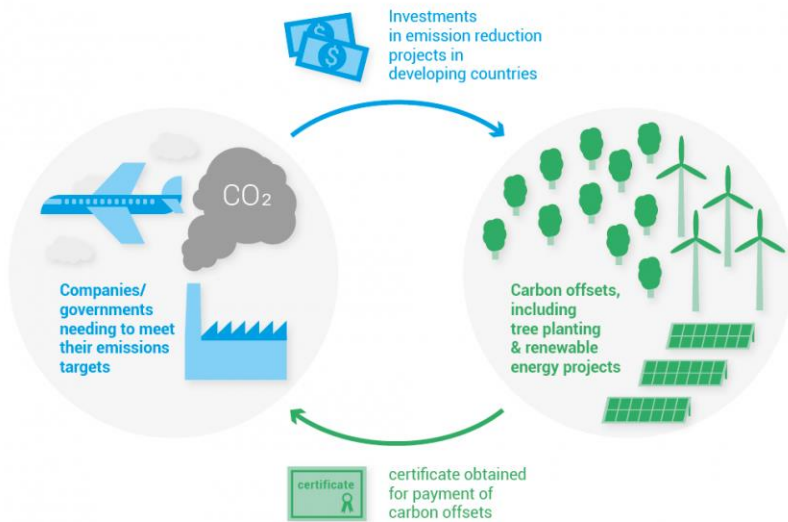 Investments
in emission reduction
projects in
developing countries
$
$
CO₂
Companies/
governments
needing to meet
their emissions
targets
Carbon offsets,
including
tree planting
& renewable
energy projects
certificate
certificate obtained
for payment of
carbon offsets